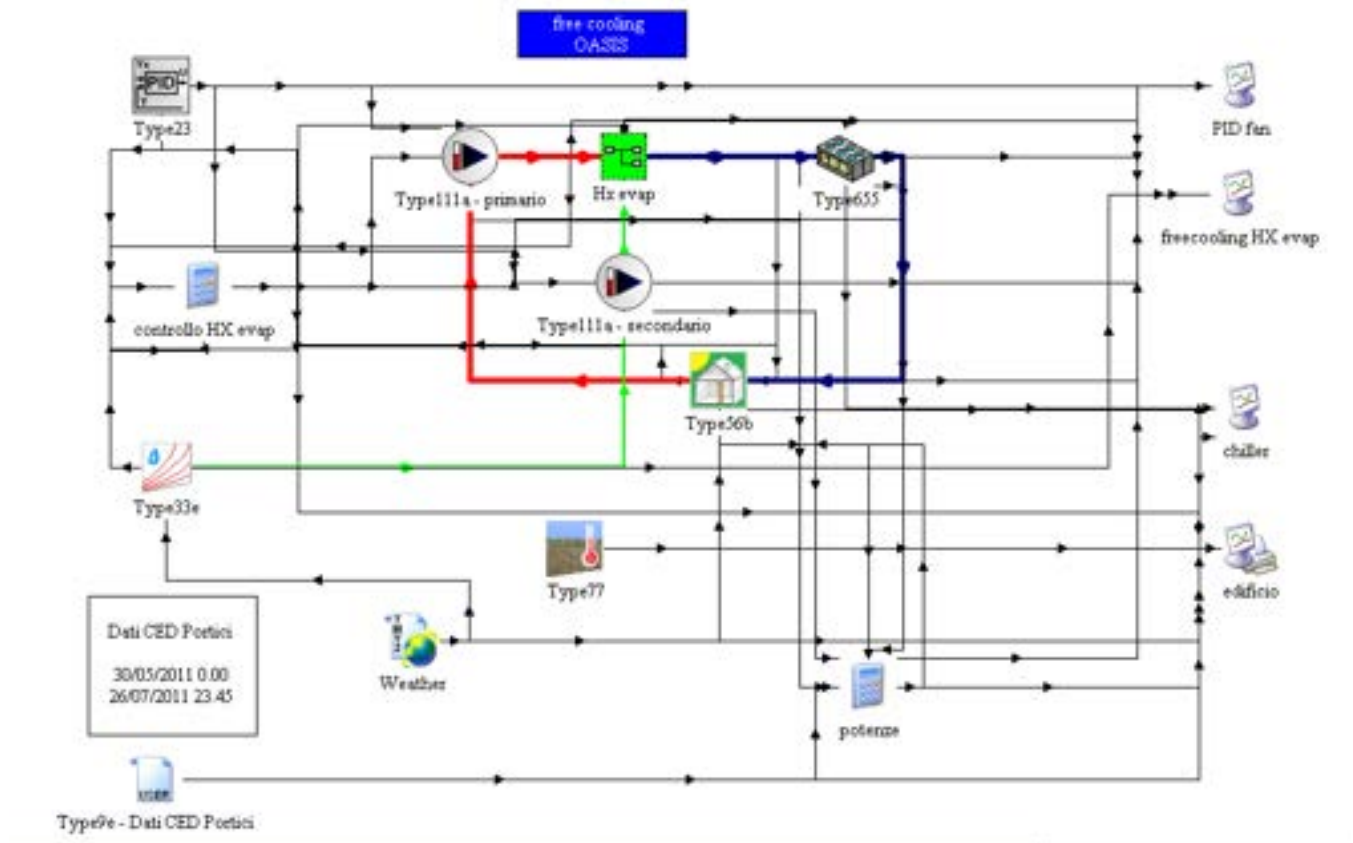 free cooling
OASIS
PID
Type23
PID fan
Type111a - primario
Hx evap
Type655
freecooling HX evap
controllo HX evap
Type111a - secondario
Type56b
chiller
Type33e
Type77
edificio
Dati CED Portici
30/05/2011 0.00
26/07/2011 23.45
Weather
potenze
USER
Type9e - Dati CED Portici